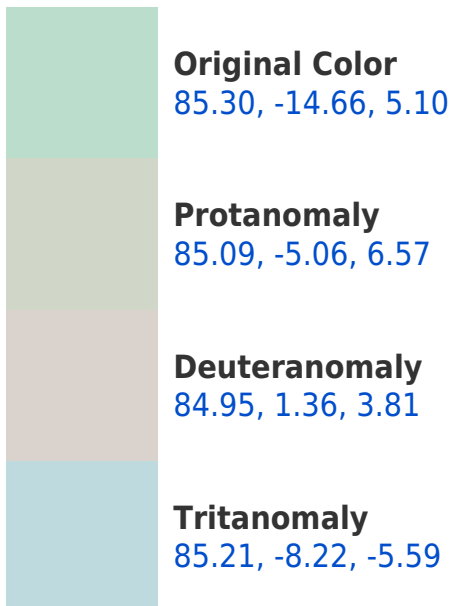 Original Color
85.30, -14.66, 5.10
Protanomaly
85.09, -5.06, 6.57
Deuteranomaly
84.95, 1.36, 3.81
Tritanomaly
85.21, -8.22, -5.59